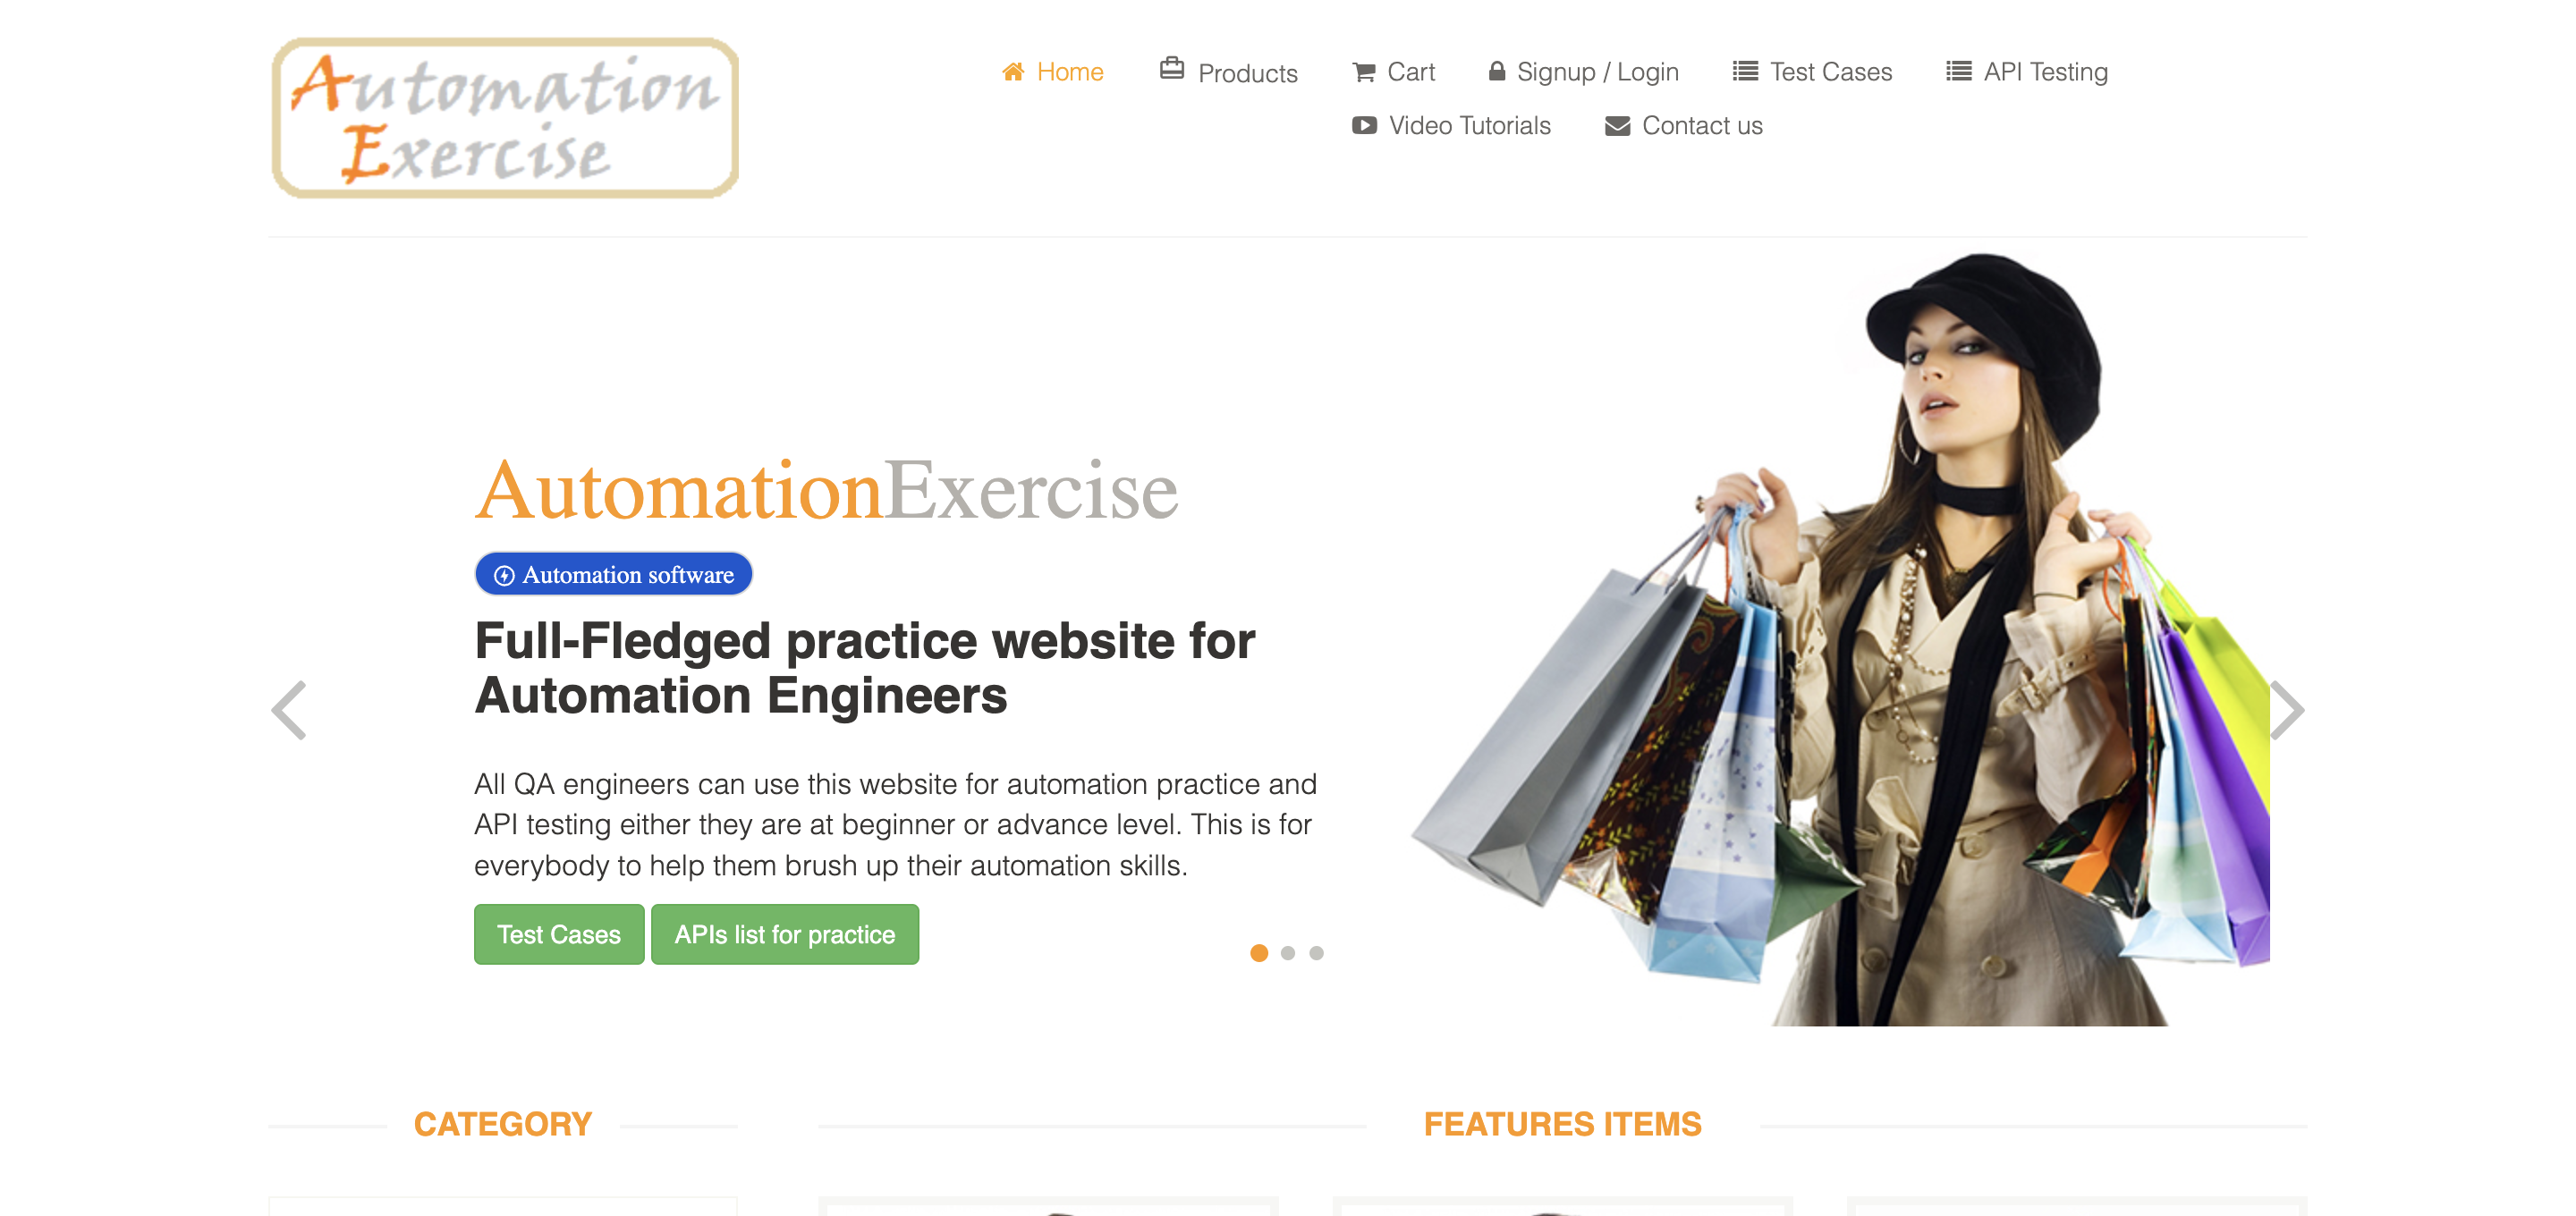 Automation
Exercise
Home
Products
Cart
Signup / Login
Test Cases
API Testing
Video Tutorials
Contact us
AutomationExercise
Automation software
Full-Fledged practice website for
Automation Engineers
All QA engineers can use this website for automation practice and
API testing either they are at beginner or advance level. This is for
everybody to help them brush up their automation skills.
Test Cases
APIs list for practice
CATEGORY
FEATURES ITEMS